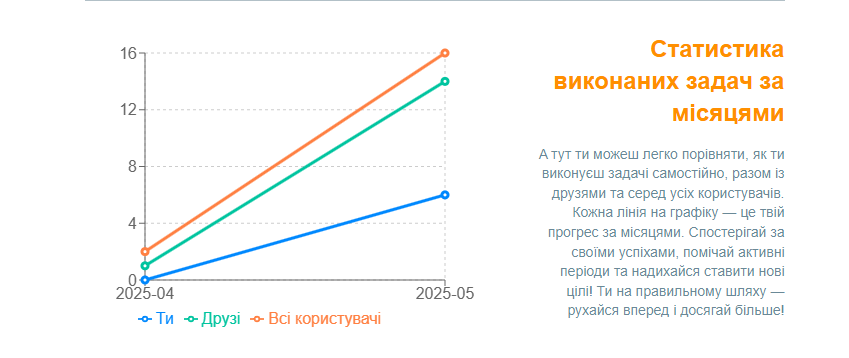 16
12
8
4
0
2025-04
2025-05
Ти
Друзі
Всі користувачі
Статистика
виконаних задач за
місяцями
А тут ти можеш легко порівняти, як ти
виконуєш задачі самостійно, разом із
друзями та серед усіх користувачів.
Кожна лінія на графіку — це твій
прогрес за місяцями. Спостерігай за
своїми успіхами, помічай активні
періоди та надихайся ставити нові
цілі! Ти на правильному шляху —
рухайся вперед і досягай більше!